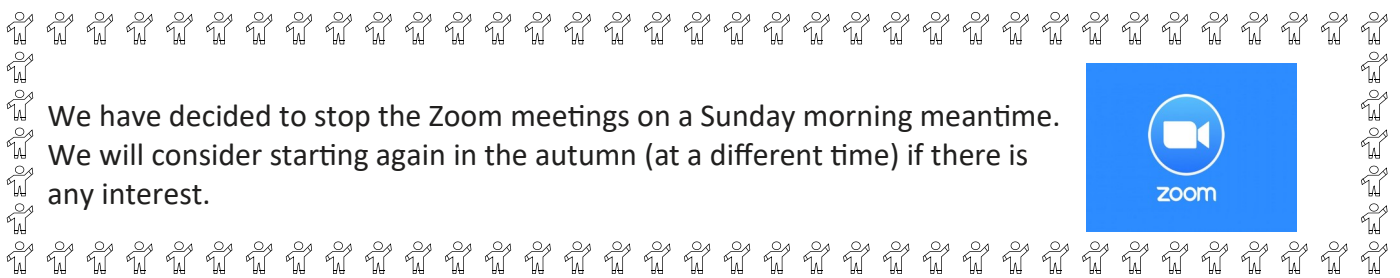 We have decided to stop the Zoom meetings on a Sunday morning meantime.
We will consider starting again in the autumn (at a different time) if there is
any interest.
zoom